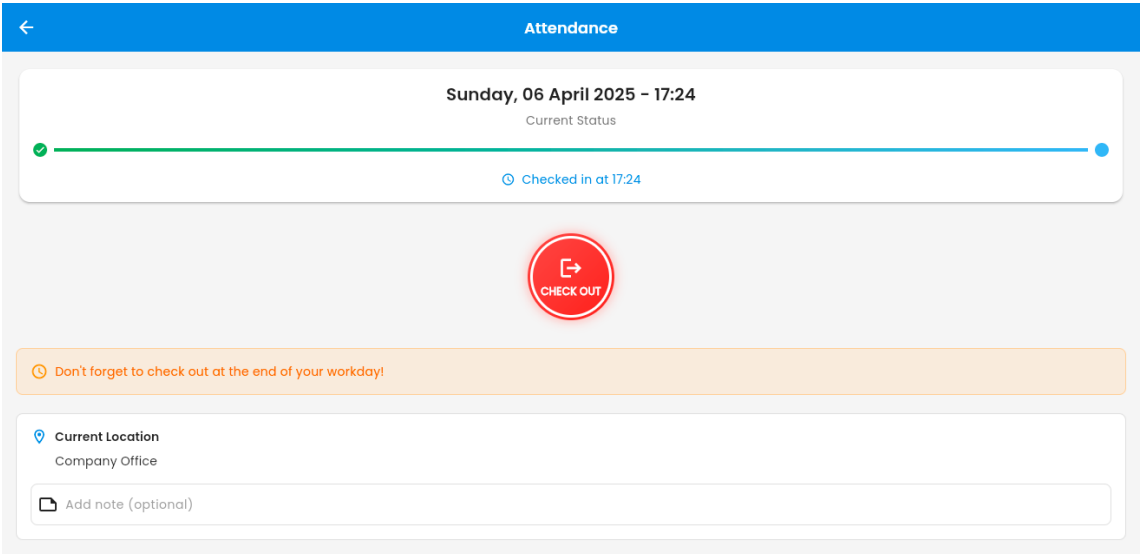 Attendance
Sunday, 06 April 2025 - 17:24
Current Status
Checked in at 17:24
CHECK OUT
Don't forget to check out at the end of your workday!
Current Location
Company Office
Add note (optional)